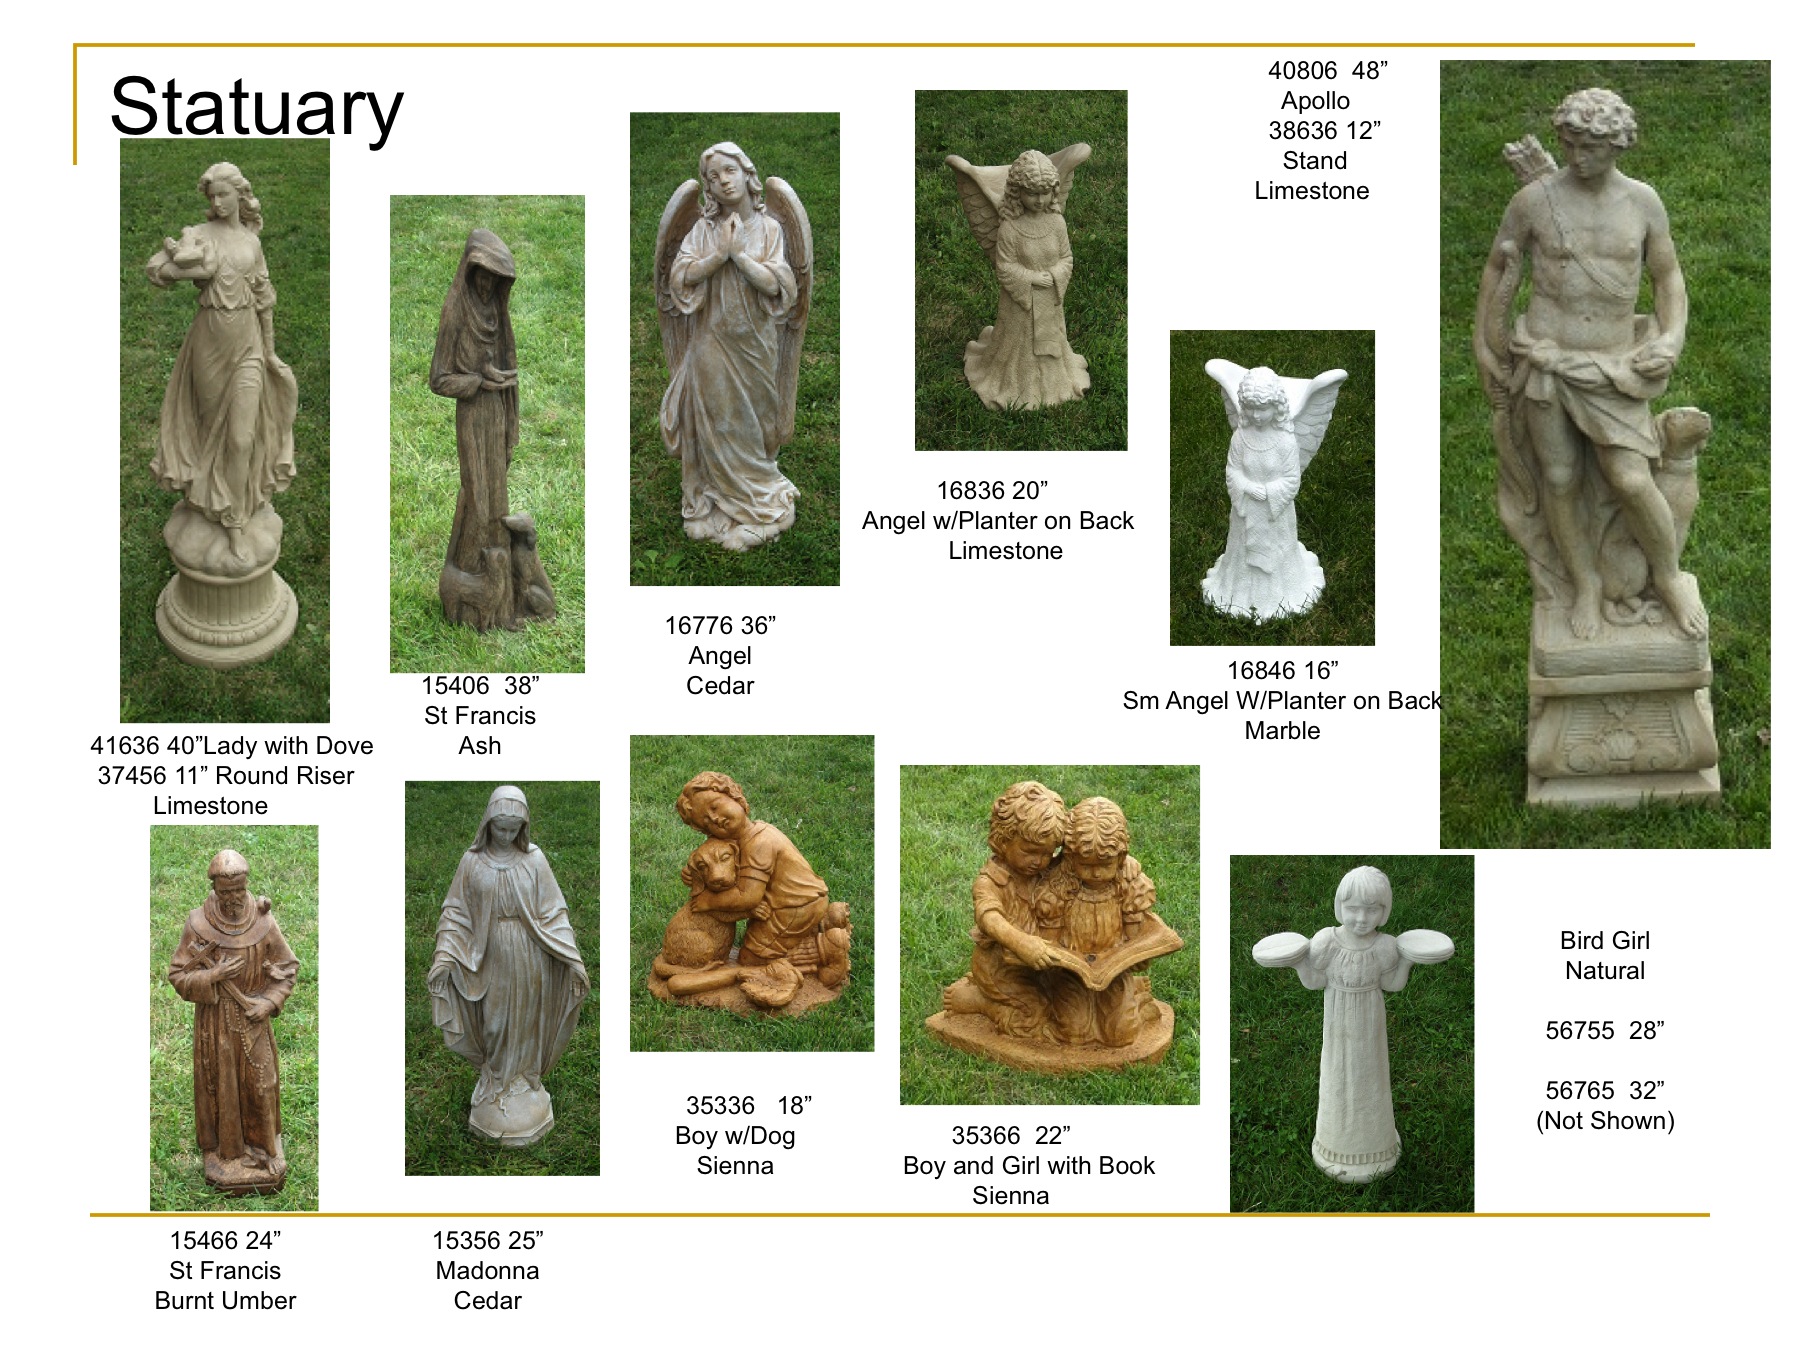 Statuary
40806  48”
Apollo
38636 12”
Stand
Limestone
16836 20”
Angel w/Planter on Back
Limestone
16776 36”
Angel
Cedar
16846 16”
Sm Angel W/Planter on Back
Marble
15406  38”
St Francis
Ash
41636 40”Lady with Dove
37456 11” Round Riser
Limestone
Bird Girl
Natural
56755  28”
56765  32”
(Not Shown)
35336   18”
Boy w/Dog
Sienna
35366  22”
Boy and Girl with Book
Sienna
15466 24”
St Francis
Burnt Umber
15356 25”
Madonna
Cedar